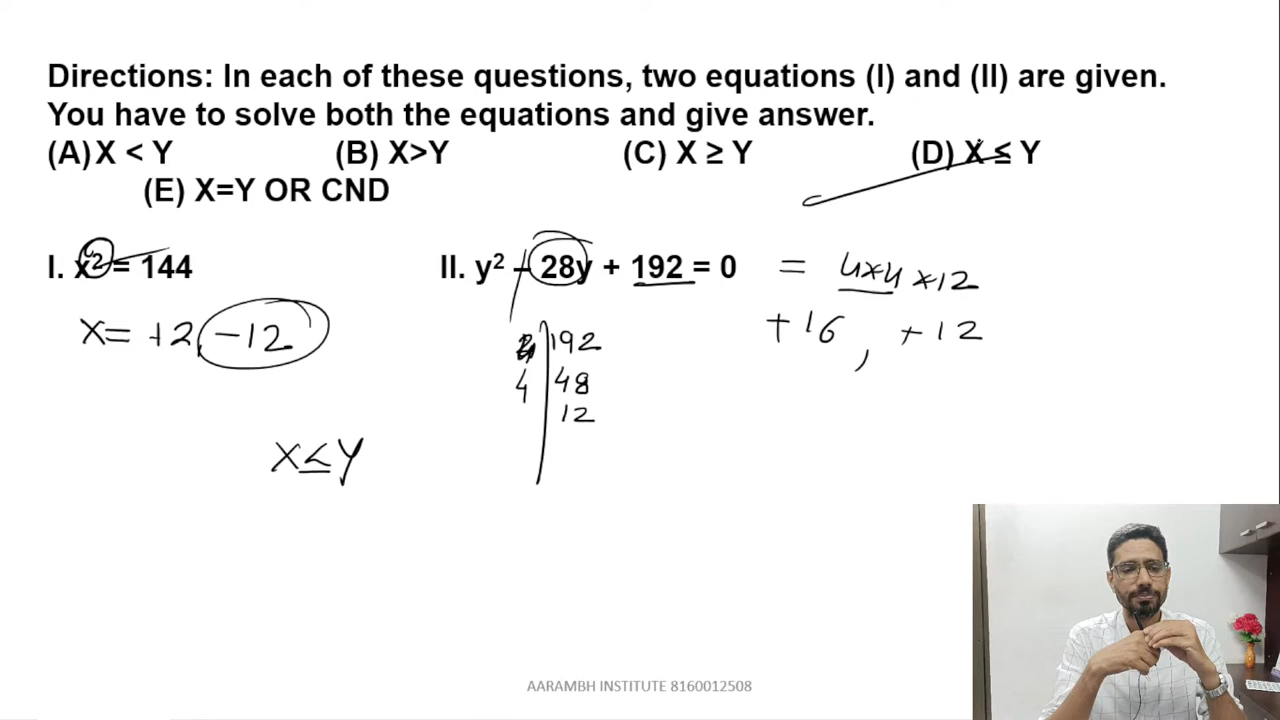 Directions: In each of these questions, two equations (I) and (II) are given.
You have to solve both the equations and give answer.
(A) X < Y (B) X>Y (C) X ≥ Y (D) X ≤ Y
(E) X=Y OR CND
I. x² = 144 II. y² – 28y + 192 = 0 = 4×4×12
x = +2, -12
192
+16, +12
4 48
12
X≤Y
AARAMBH INSTITUTE 8160012508